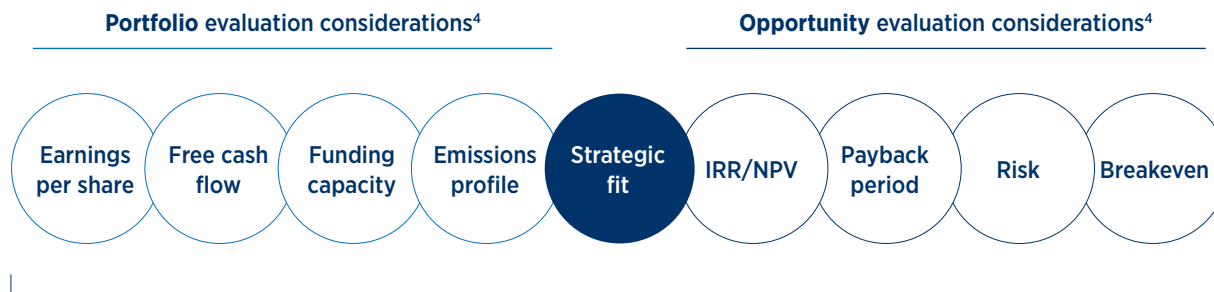 Portfolio evaluation considerations⁴
Opportunity evaluation considerations⁴
Earnings
per share
Free cash
flow
Funding
capacity
Emissions
profile
Strategic
fit
IRR/NPV
Payback
period
Risk
Breakeven